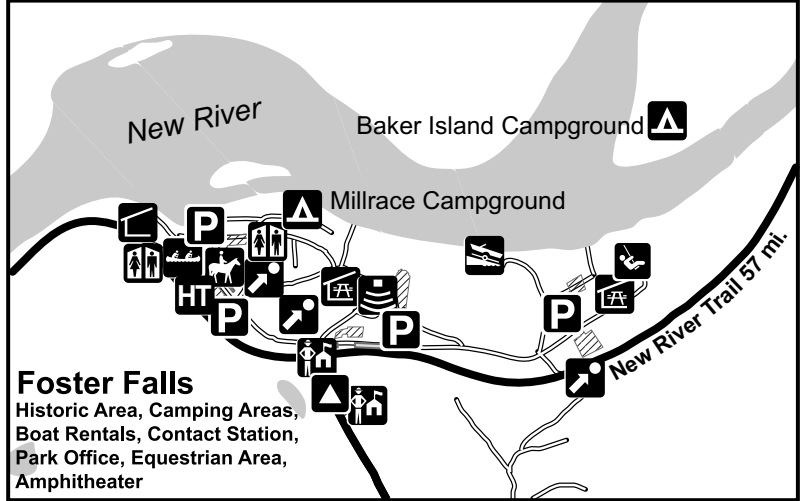 New River
Baker Island Campground
Millrace Campground
P
HT
P
P
P
New River Trail 57 mi.
Foster Falls
Historic Area, Camping Areas,
Boat Rentals, Contact Station,
Park Office, Equestrian Area,
Amphitheater